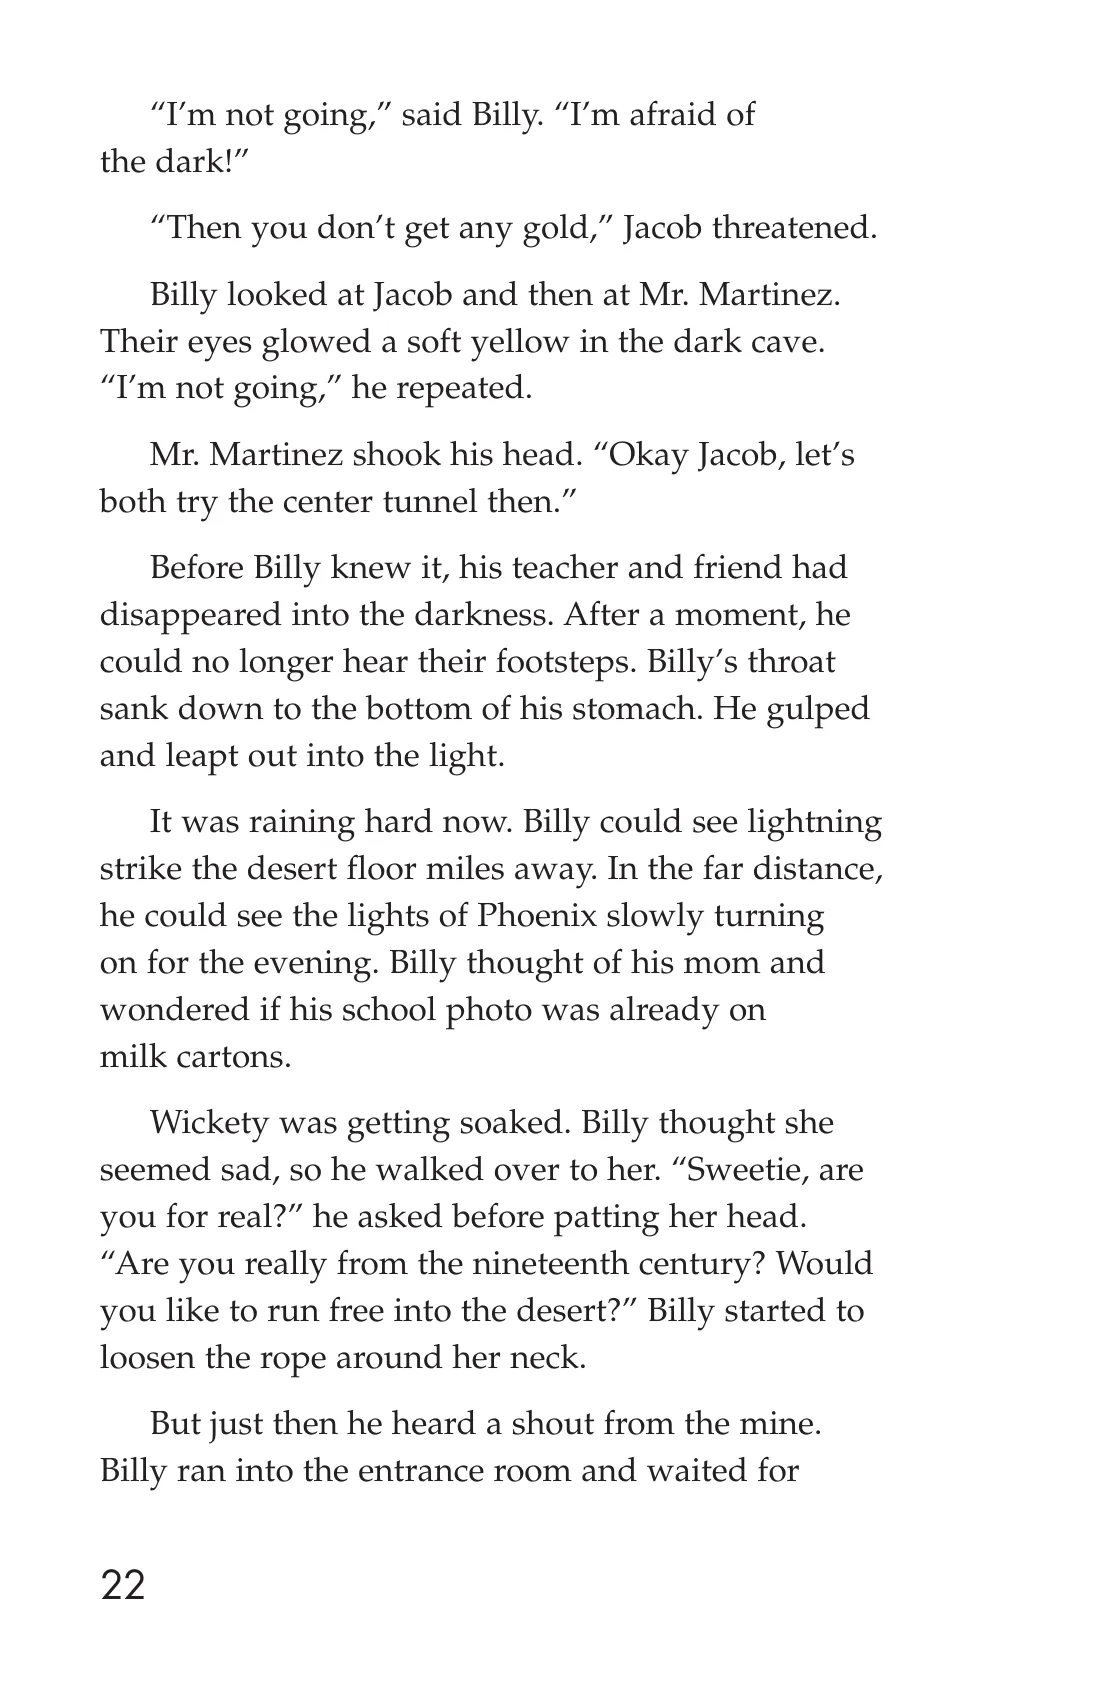 “I’m not going,” said Billy. “I’m afraid of
the dark!”
“Then you don’t get any gold,” Jacob threatened.
Billy looked at Jacob and then at Mr. Martinez.
Their eyes glowed a soft yellow in the dark cave.
“I’m not going,” he repeated.
Mr. Martinez shook his head. “Okay Jacob, let’s
both try the center tunnel then.”
Before Billy knew it, his teacher and friend had
disappeared into the darkness. After a moment, he
could no longer hear their footsteps. Billy’s throat
sank down to the bottom of his stomach. He gulped
and leapt out into the light.
It was raining hard now. Billy could see lightning
strike the desert floor miles away. In the far distance,
he could see the lights of Phoenix slowly turning
on for the evening. Billy thought of his mom and
wondered if his school photo was already on
milk cartons.
Wickety was getting soaked. Billy thought she
seemed sad, so he walked over to her. “Sweetie, are
you for real?” he asked before patting her head.
“Are you really from the nineteenth century? Would
you like to run free into the desert?” Billy started to
loosen the rope around her neck.
But just then he heard a shout from the mine.
Billy ran into the entrance room and waited for
22